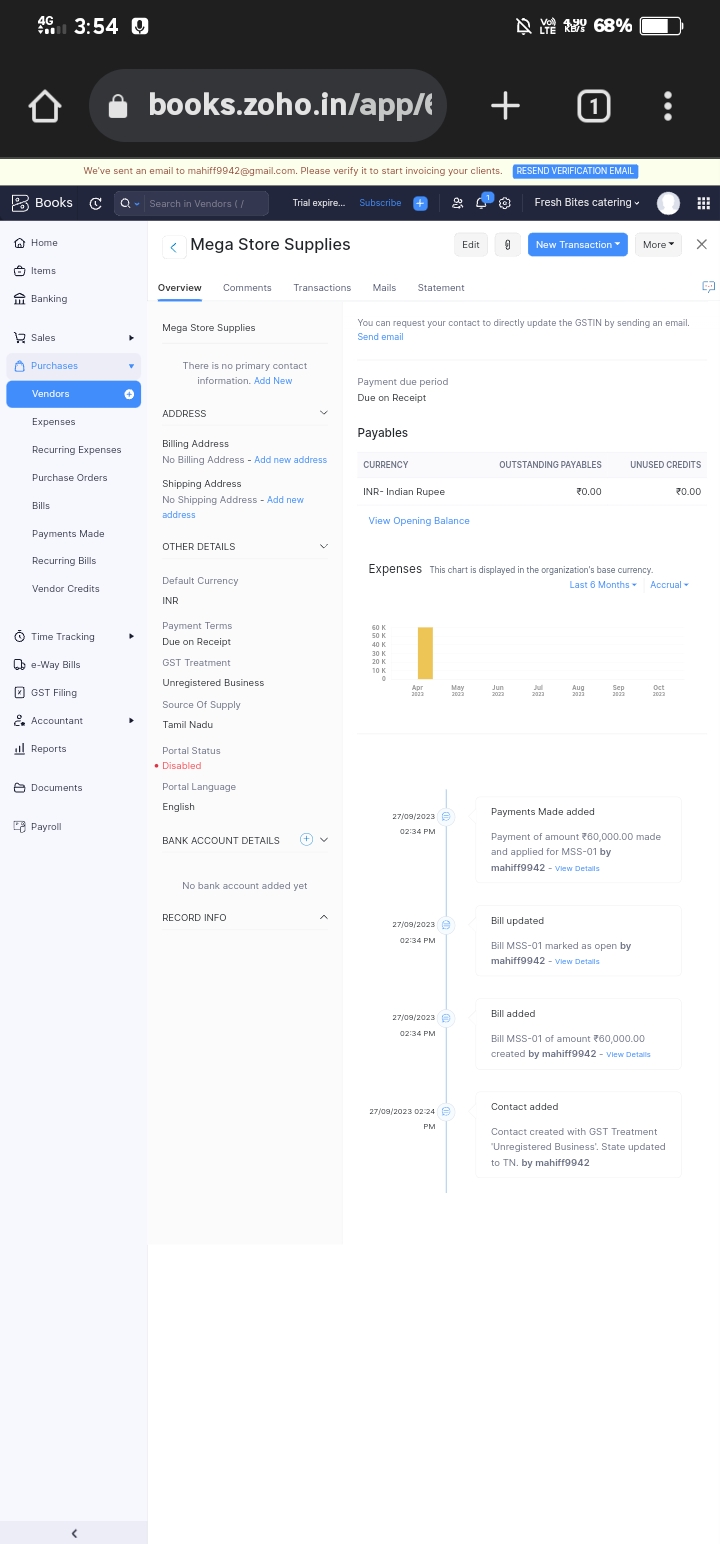 4G 3:54 Vo) LTE 4.90 KB/s 68%
books.zoho.in/app/6 1
We've sent an email to mahiff9942@gmail.com. Please verify it to start invoicing your clients. RESEND VERIFICATION EMAIL
Books Search in Vendors ( / Trial expire... Subscribe 1 Fresh Bites catering
Home
Items
Banking
Sales
Purchases
Vendors
Expenses
Recurring Expenses
Purchase Orders
Bills
Payments Made
Recurring Bills
Vendor Credits
Time Tracking
e-Way Bills
GST Filing
Accountant
Reports
Documents
Payroll
Mega Store Supplies Edit New Transaction More
Overview Comments Transactions Mails Statement
Mega Store Supplies
There is no primary contact
information. Add New
ADDRESS
Billing Address
No Billing Address - Add new address
Shipping Address
No Shipping Address - Add new
address
OTHER DETAILS
Default Currency
INR
Payment Terms
Due on Receipt
GST Treatment
Unregistered Business
Source Of Supply
Tamil Nadu
Portal Status
• Disabled
Portal Language
English
BANK ACCOUNT DETAILS
No bank account added yet
RECORD INFO
You can request your contact to directly update the GSTIN by sending an email.
Send email
Payment due period
Due on Receipt
Payables
CURRENCY OUTSTANDING PAYABLES UNUSED CREDITS
INR- Indian Rupee ₹0.00 ₹0.00
View Opening Balance
Expenses This chart is displayed in the organization's base currency.
Last 6 Months Accrual
60 K
50 K
40 K
30 K
20 K
10 K
0
Apr May Jun Jul Aug Sep Oct
2023 2023 2023 2023 2023 2023 2023
27/09/2023
02:34 PM
Payments Made added
Payment of amount ₹60,000.00 made
and applied for MSS-01 by
mahiff9942 - View Details
27/09/2023
02:34 PM
Bill updated
Bill MSS-01 marked as open by
mahiff9942 - View Details
27/09/2023
02:34 PM
Bill added
Bill MSS-01 of amount ₹60,000.00
created by mahiff9942 - View Details
27/09/2023 02:24
PM
Contact added
Contact created with GST Treatment
'Unregistered Business'. State updated
to TN. by mahiff9942